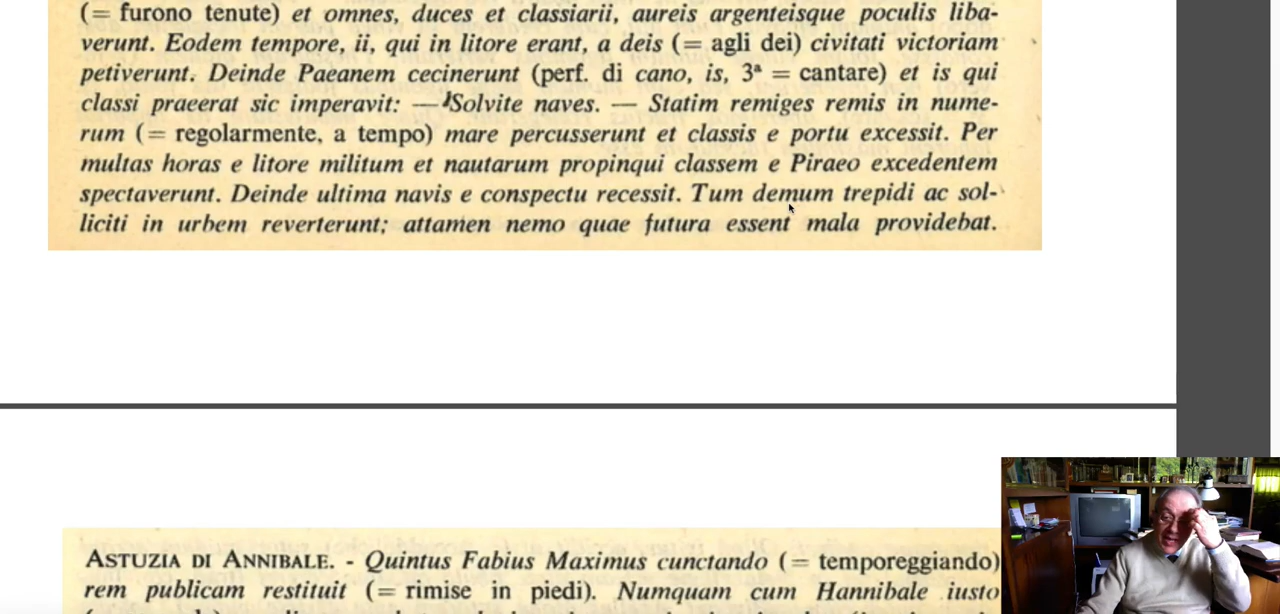 (= furono tenute) et omnes, duces et classiarii, aureis argenteisque poculis liba-
verunt. Eodem tempore, ii, qui in litore erant, a deis (= agli dei) civitati victoriam
petiverunt. Deinde Paeanem cecinerunt (perf. di cano, is, 3ª = cantare) et is qui
classi praeerat sic imperavit: — Solvite naves. — Statim remiges remis in nume-
rum (= regolarmente, a tempo) mare percusserunt et classis e portu excessit. Per
multas horas e litore militum et nautarum propinqui classem e Piraeo excedentem
spectaverunt. Deinde ultima navis e conspectu recessit. Tum demum trepidi ac sol-
liciti in urbem reverterunt; attamen nemo quae futura essent mala providebat.
ASTUZIA DI ANNIBALE. - Quintus Fabius Maximus cunctando (= temporeggiando)
rem publicam restituit (= rimise in piedi). Numquam cum Hannibale iusto